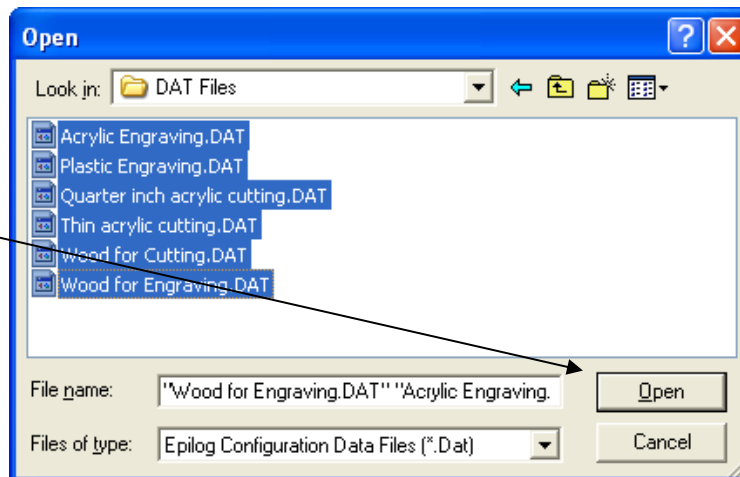 Open
Look in: DAT Files
Acrylic Engraving.DAT
Plastic Engraving.DAT
Quarter inch acrylic cutting.DAT
Thin acrylic cutting.DAT
Wood for Cutting.DAT
Wood for Engraving.DAT
File name: "Wood for Engraving.DAT" "Acrylic Engraving. Open
Files of type: Epilog Configuration Data Files (*.Dat) Cancel